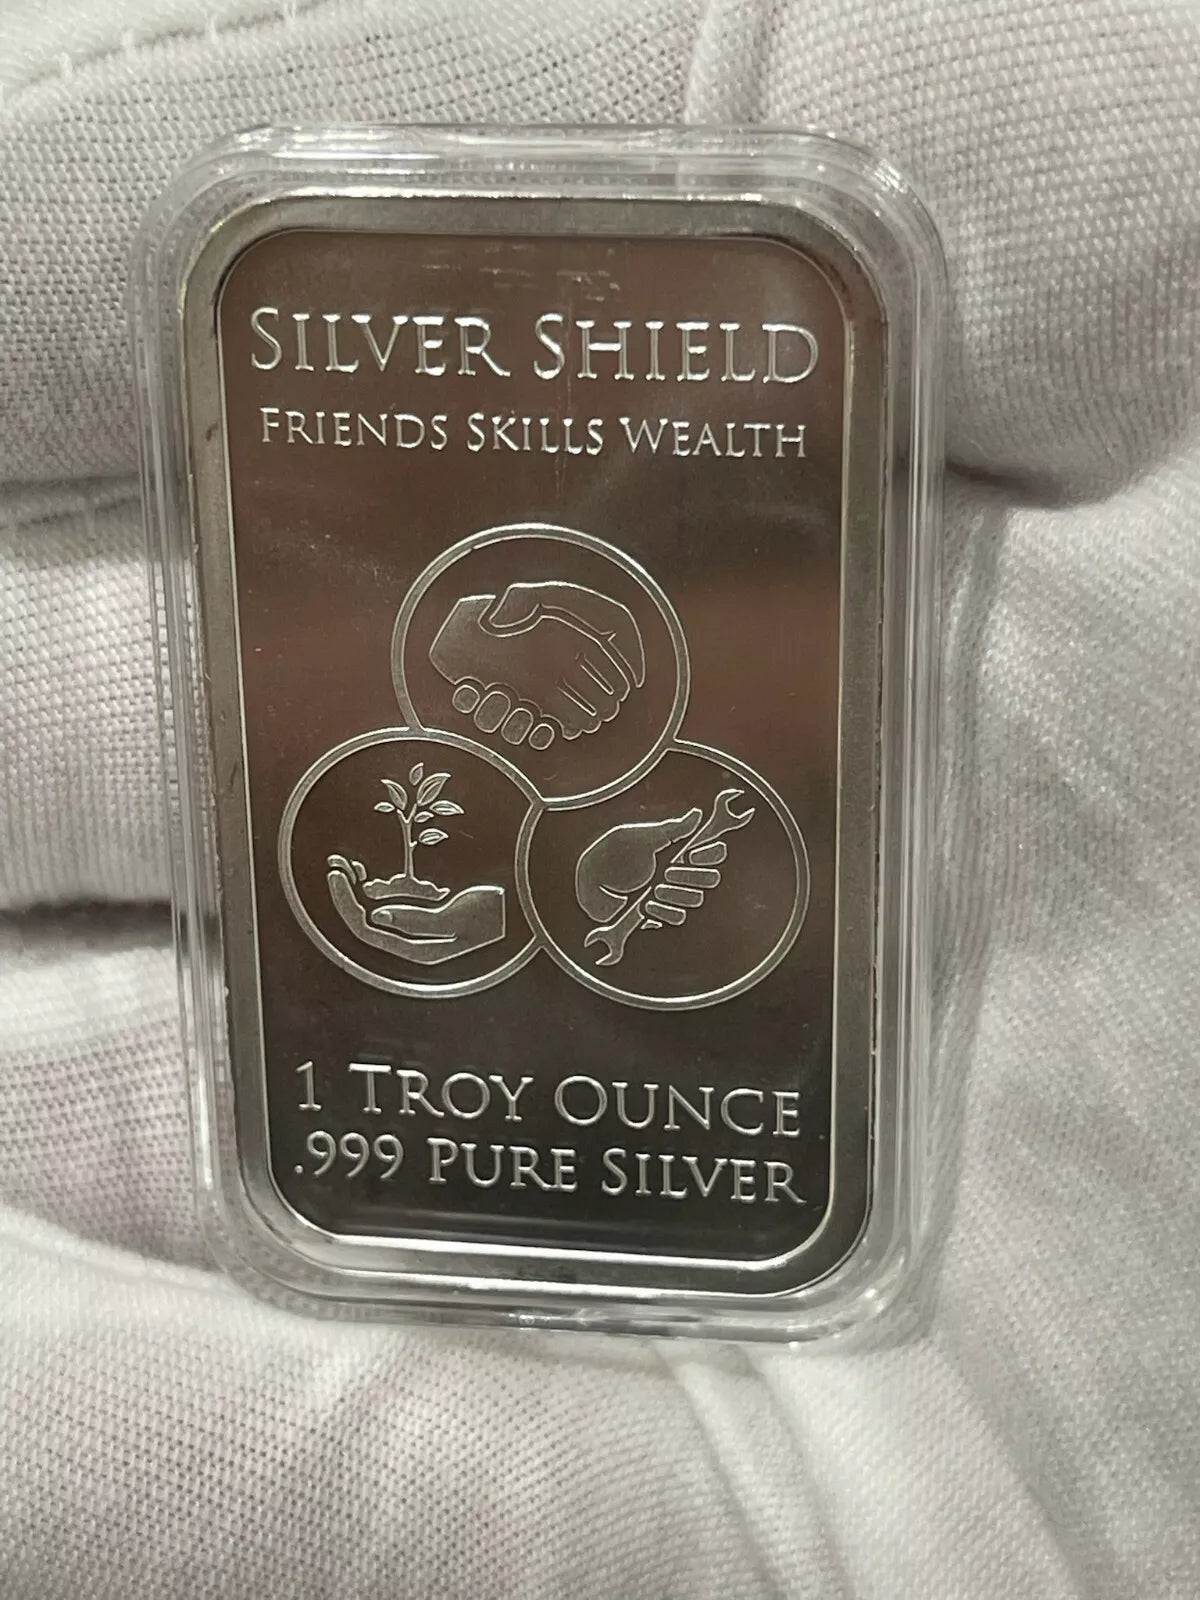 SILVER SHIELD
FRIENDS SKILLS WEALTH
1 TROY OUNCE
.999 PURE SILVER